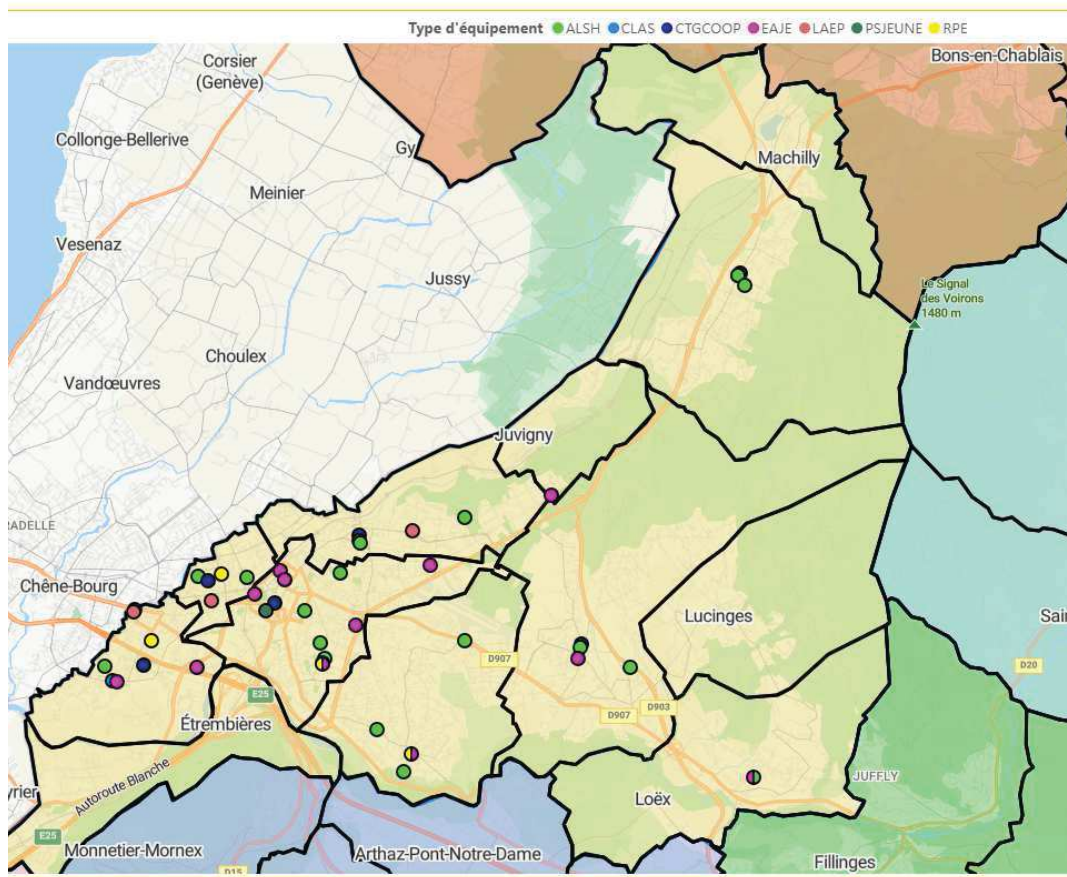 Type d'équipement ALSH CLAS CTGCOOP EAJE LAEP PSJEUNE RPE
Corsier
(Genève)
Bons-en-Chablais
Collonge-Bellerive
Gy
Machilly
Meinier
Vesenaz
Jussy
Le Signal
des Voirons
1480 m
Choulex
Vandœuvres
Juvigny
RADELLE
Chêne-Bourg
Lucinges
Sai
D907
D20
E25
D903
Étrembières
D907
Autoroute Blanche
JUFFLY
yrier
Loëx
E25
Monnetier-Mornex
Arthaz-Pont-Notre-Dame
Fillinges
D15